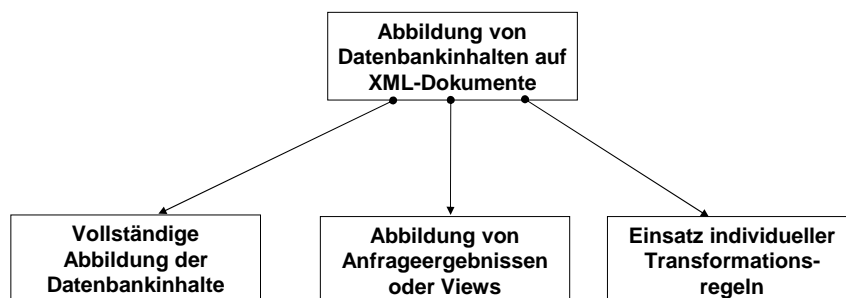 Abbildung von
Datenbankinhalten auf
XML-Dokumente
Vollständige
Abbildung der
Datenbankinhalte
Abbildung von
Anfrageergebnissen
oder Views
Einsatz individueller
Transformations-
regeln